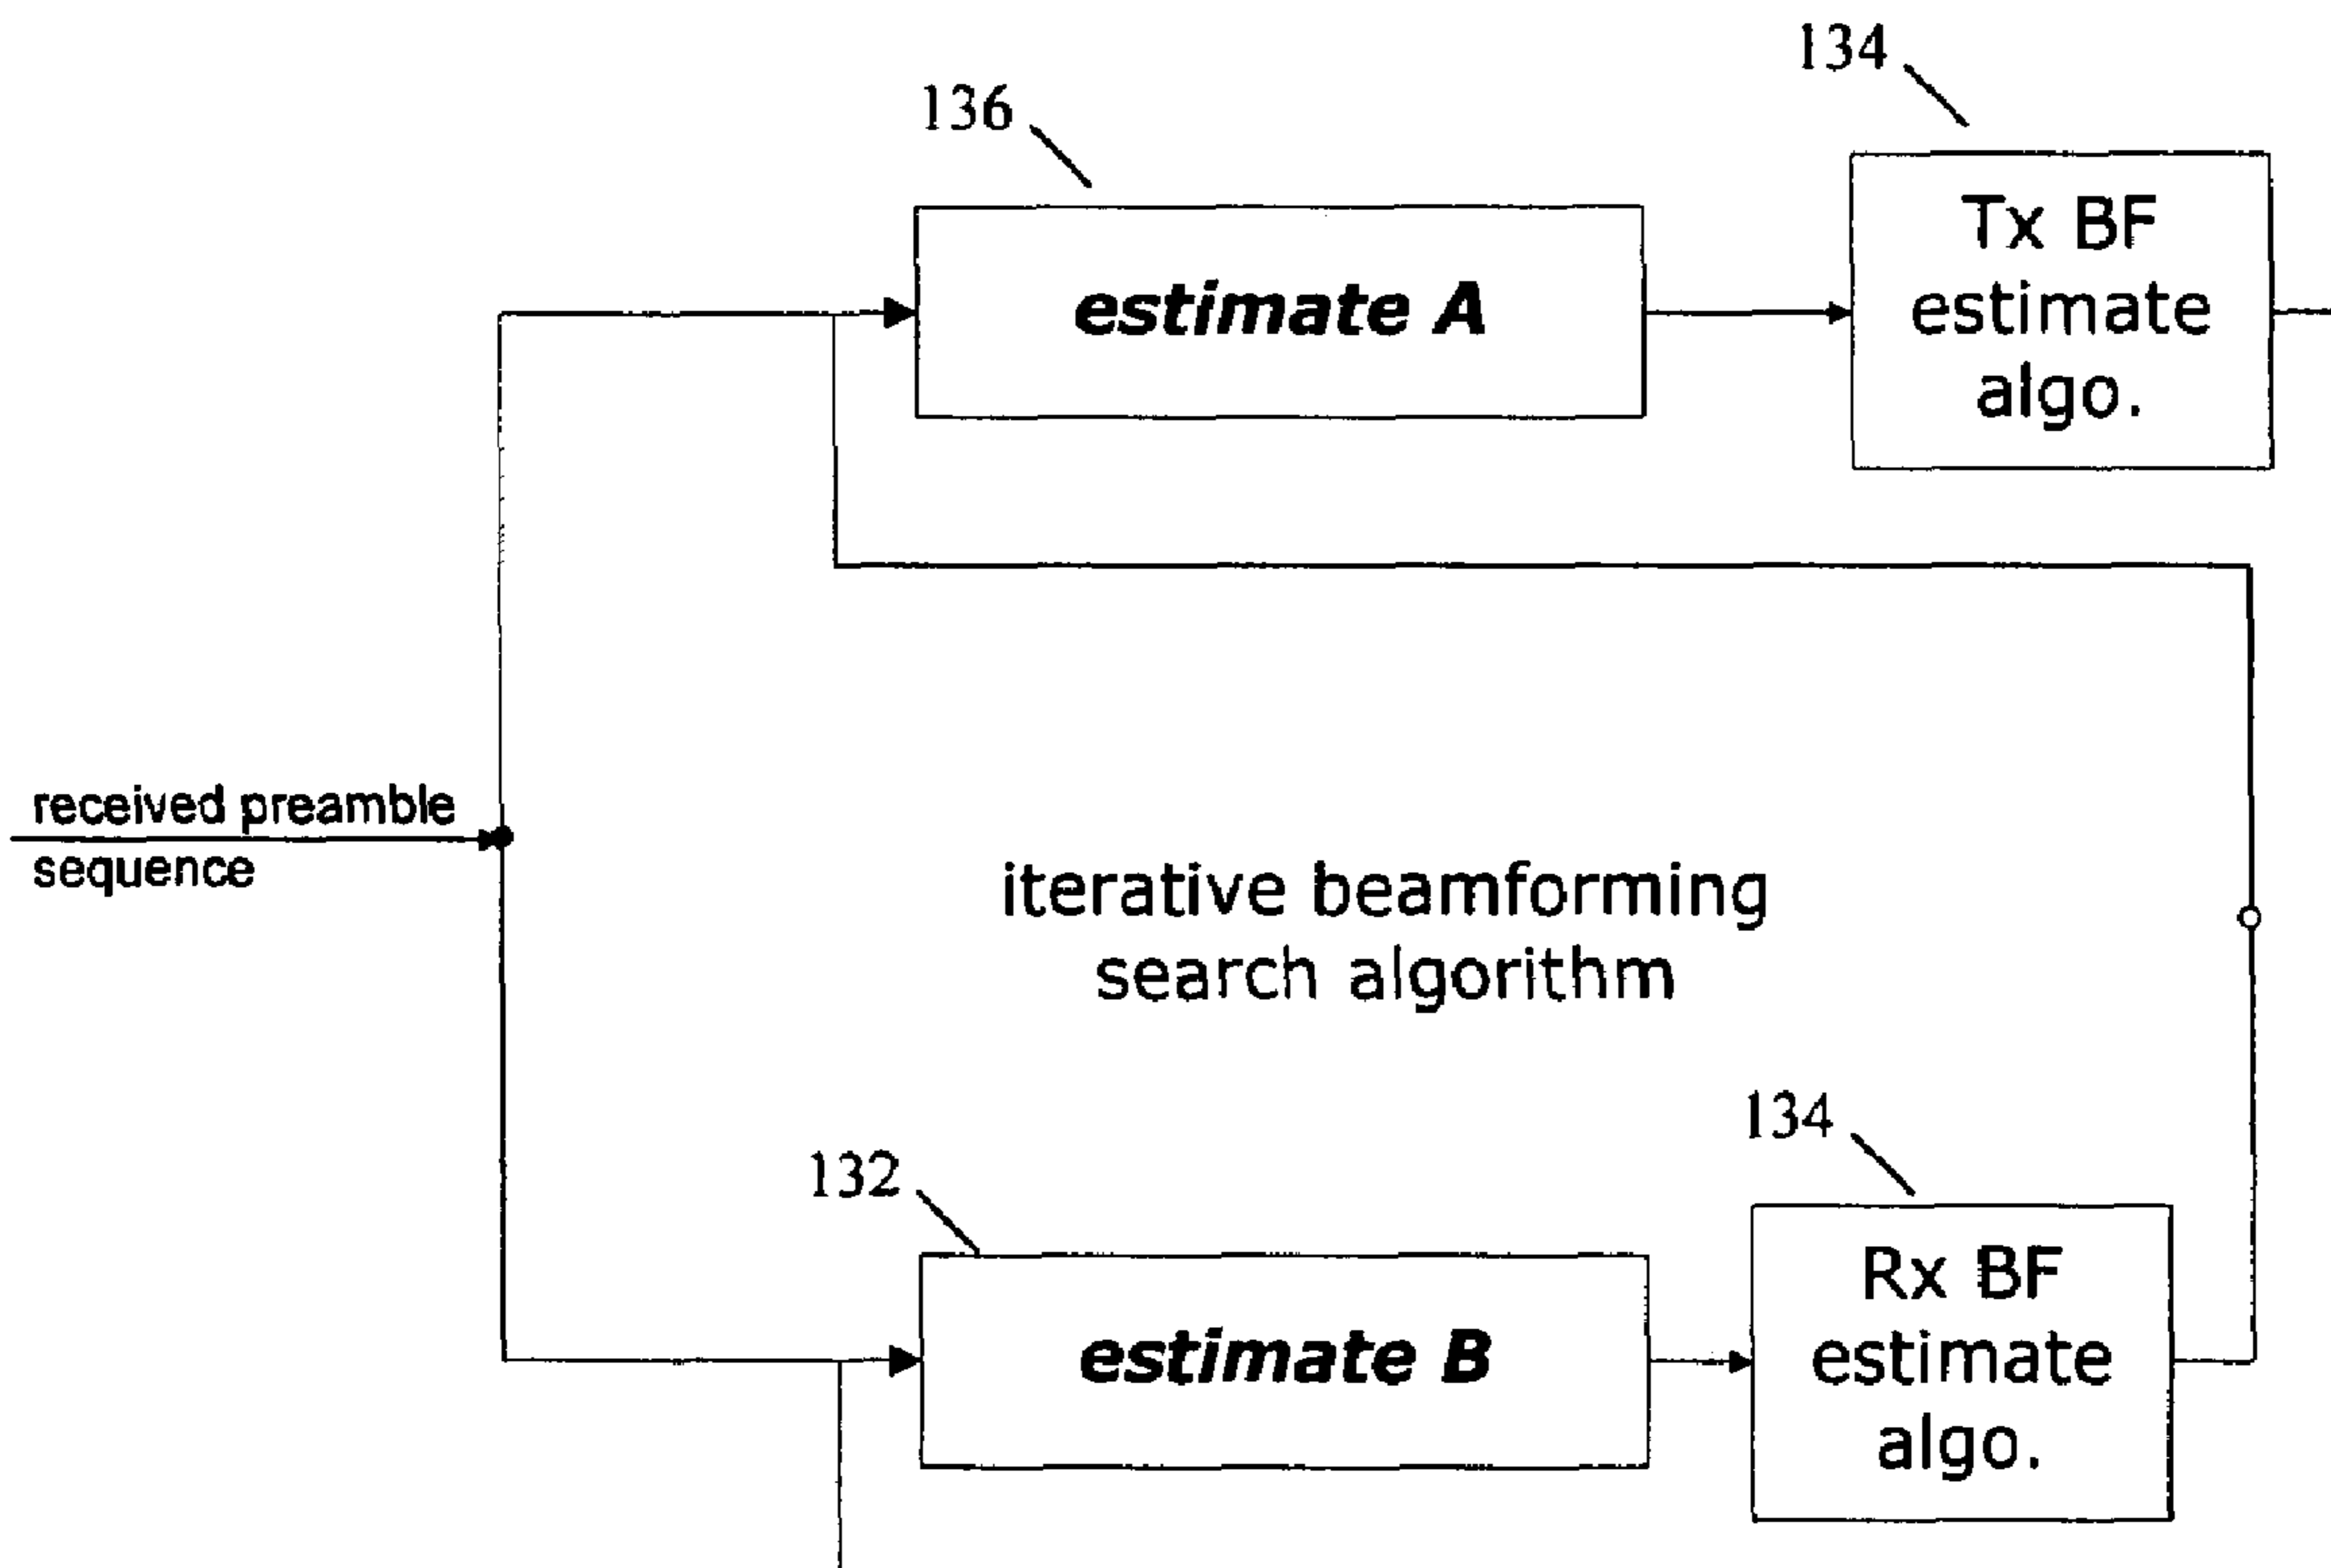 134
136
Tx BF
estimate
algo.
estimate A
received preamble
sequence
iterative beamforming
search algorithm
134
132
Rx BF
estimate
algo.
estimate B